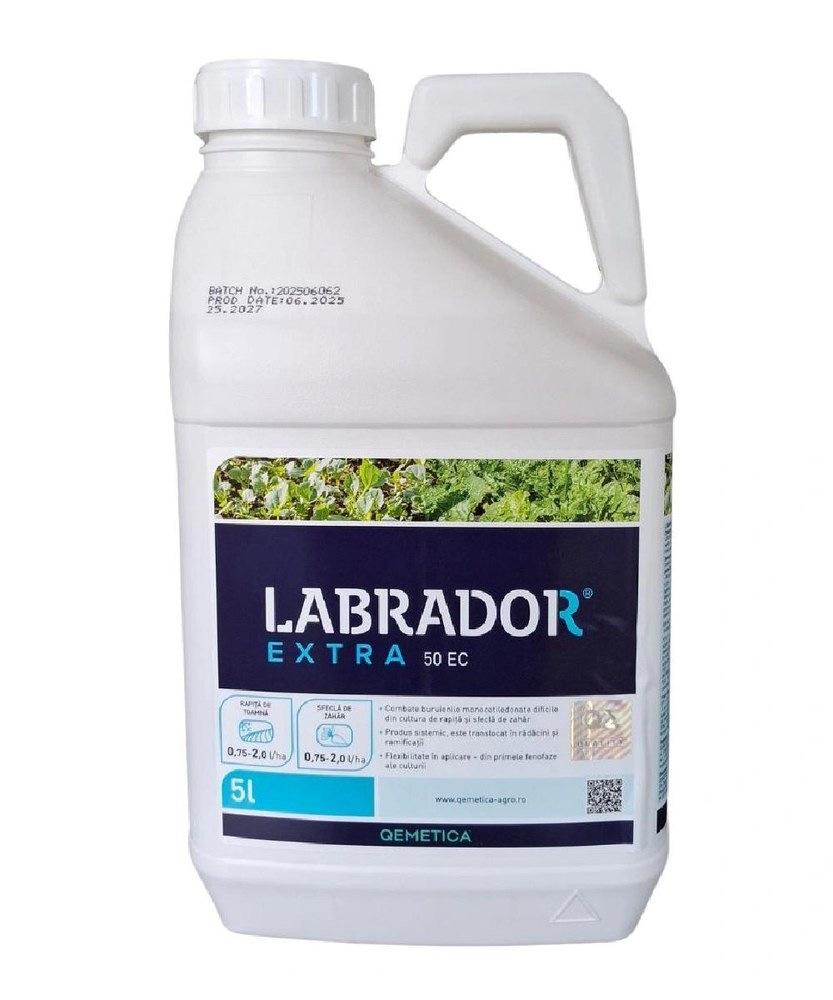 BATCH No.:202506062
PROD DATE:06.2025
25.2027
LABRADOR®
EXTRA 50 EC
RAPIȚĂ DE
TOAMNĂ
0,75-2,0 l/ha
SFECLĂ DE
ZAHĂR
0,75-2,0 l/ha
• Combate buruienile monocotiledonate dificile
din cultura de rapiță și sfeclă de zahăr
• Produs sistemic, este translocat în rădăcini și
ramificații
• Flexibilitate în aplicare – din primele fenofaze
ale culturii
5l
www.qemetica-agro.ro
QEMETICA